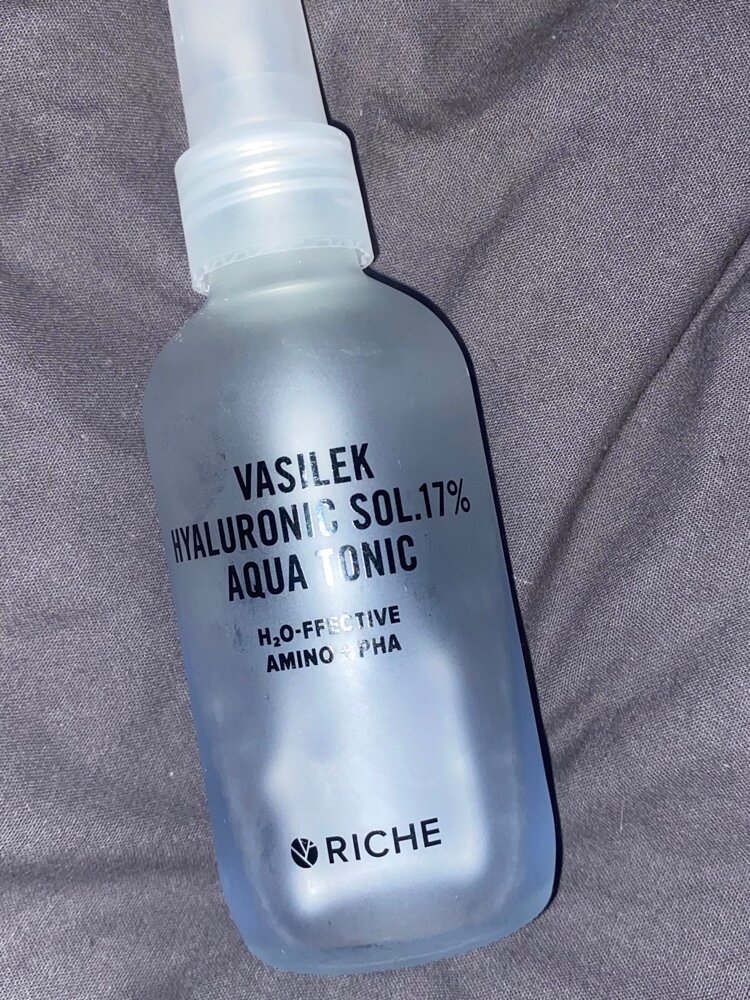 VASILEK
HYALURONIC SOL.17%
AQUA TONIC
H₂O-FFECTIVE
AMINO + PHA
RICHE